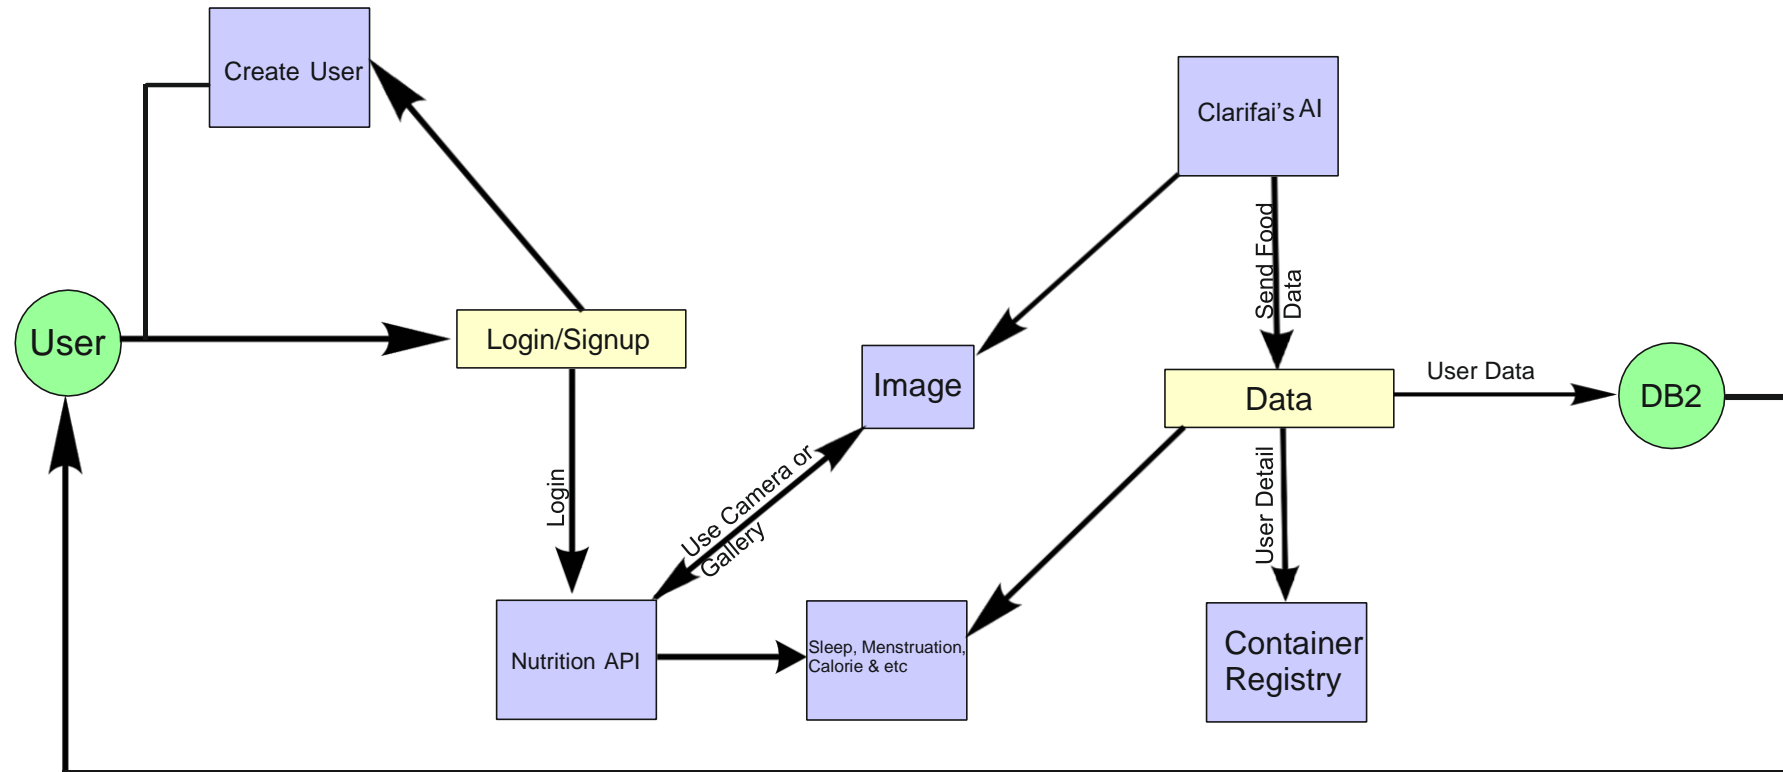 Create User
Clarifai's AI
Send Food
Data
User
Login/Signup
Image
Data
User Data
DB2
Login
Use Camera or
Gallery
User Detail
Nutrition API
Sleep, Menstruation,
Calorie & etc
Container
Registry